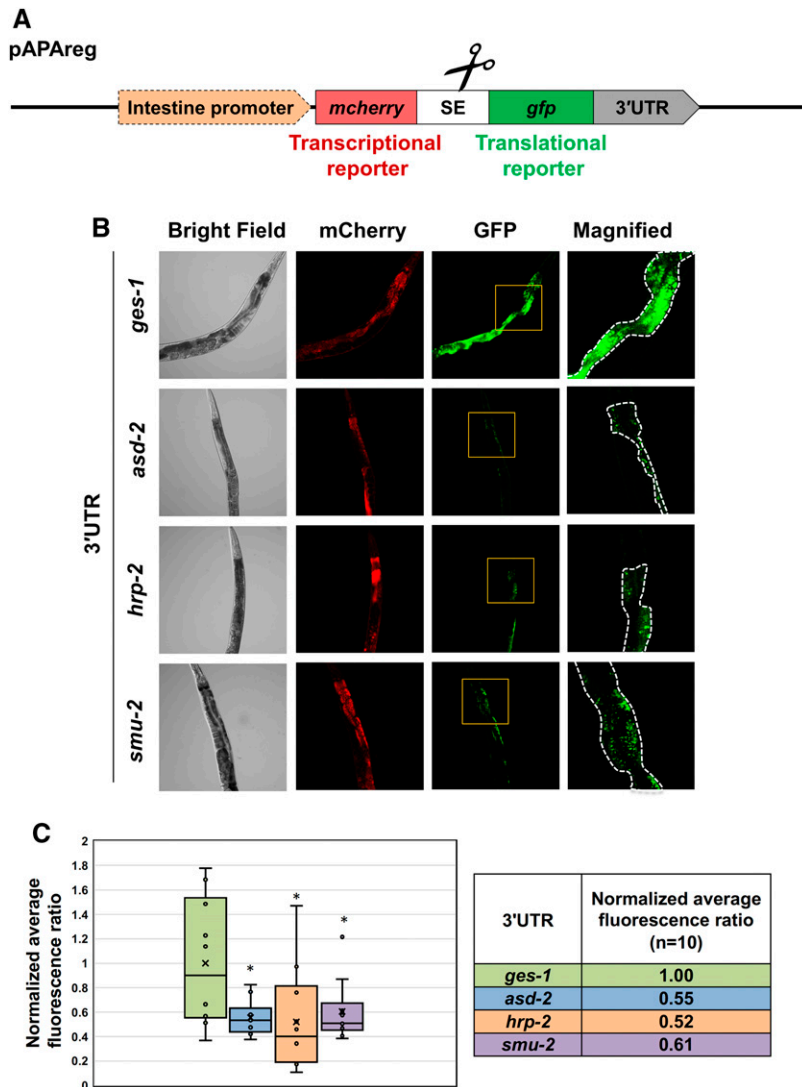 A
pAPAreg
Intestine promoter
mcherry
SE
gfp
3'UTR
Transcriptional
reporter
Translational
reporter
B
Bright Field
mCherry
GFP
Magnified
3'UTR
ges-1
asd-2
hrp-2
smu-2
C
Normalized average
fluorescence ratio
2
1.8
1.6
1.4
1.2
1
0.8
0.6
0.4
0.2
0
*
*
*
3'UTR
Normalized average
fluorescence ratio
(n=10)
ges-1 1.00
asd-2 0.55
hrp-2 0.52
smu-2 0.61